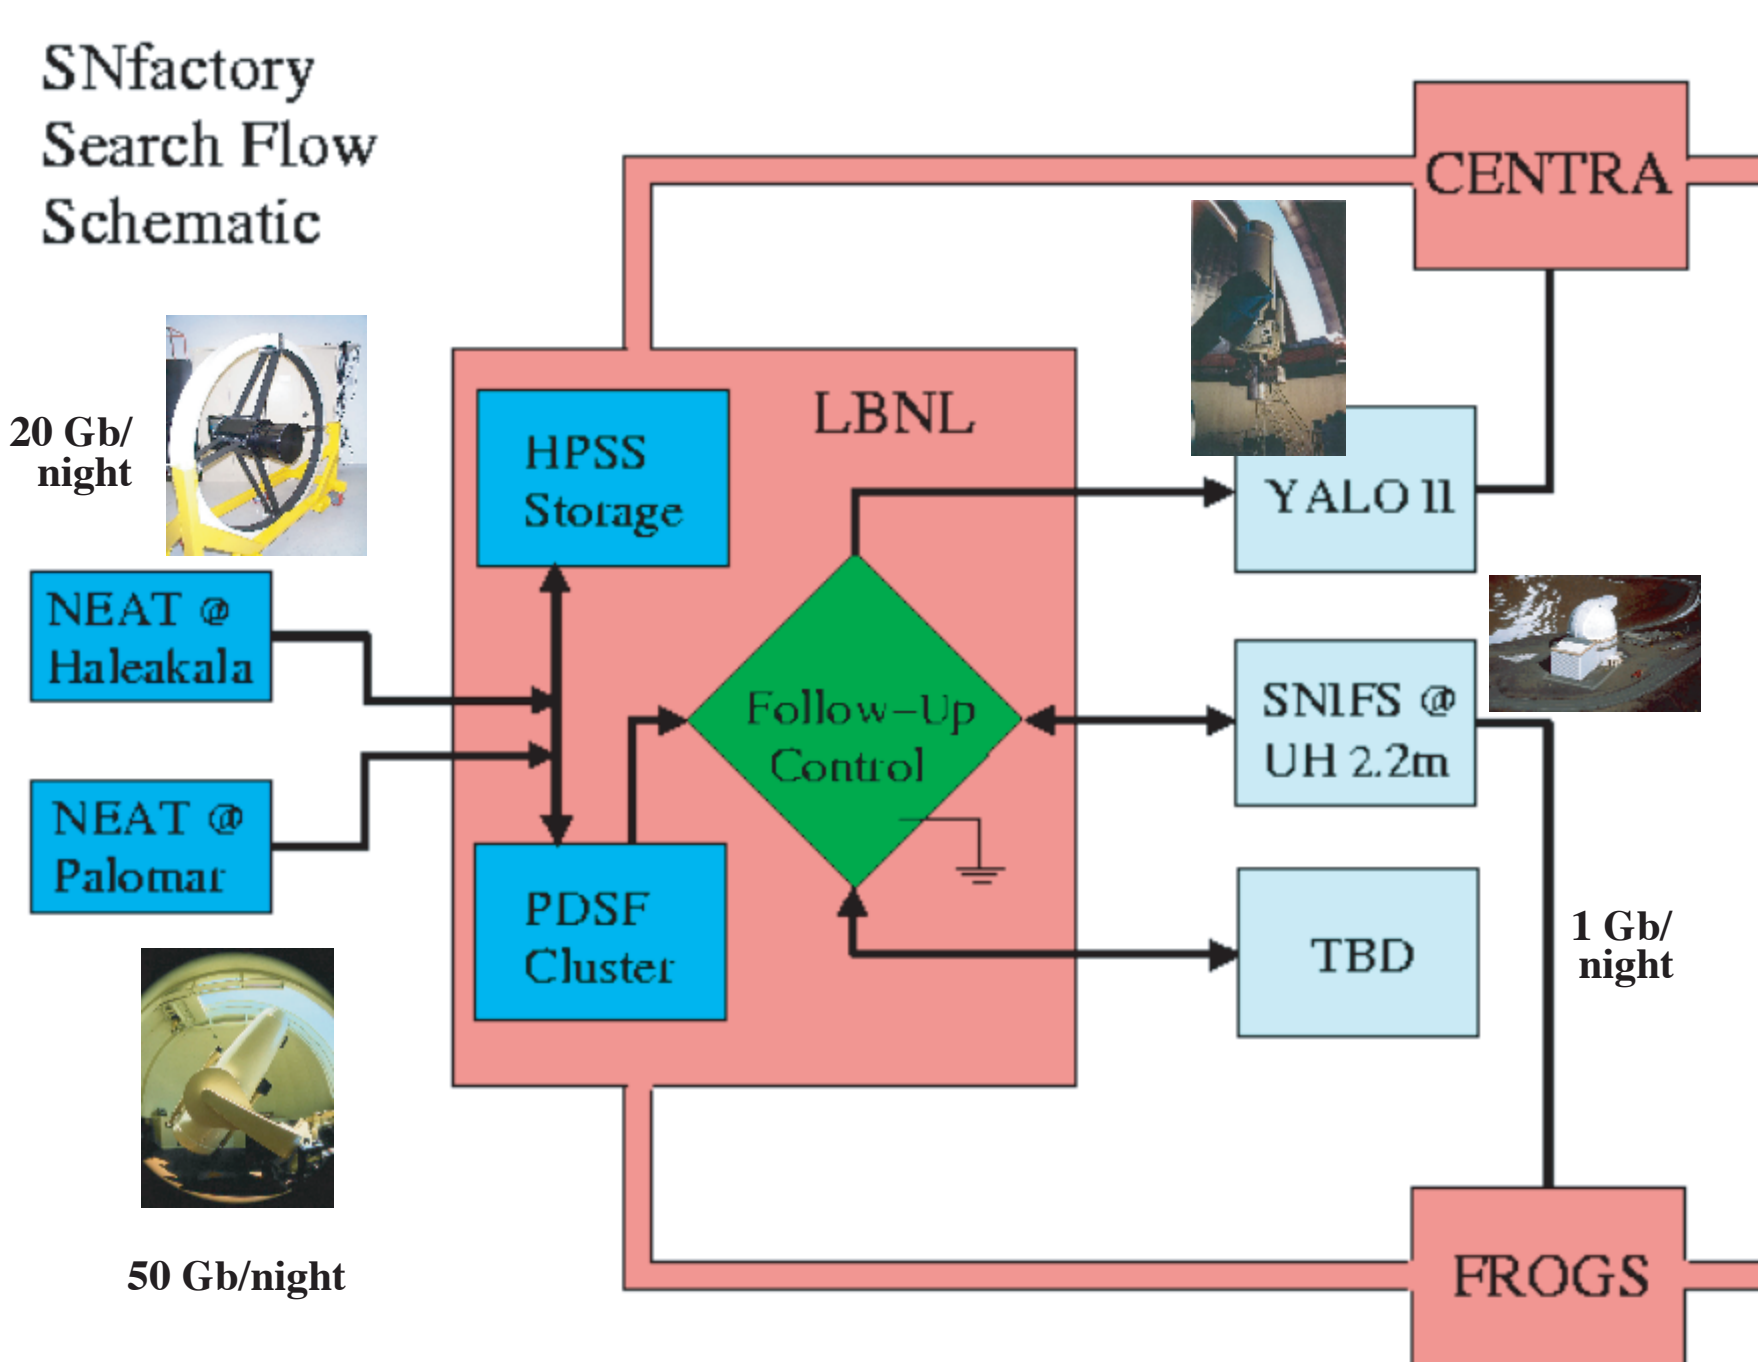 SNfactory
Search Flow
Schematic
CENTRA
20 Gb/
night
LBNL
HPSS
Storage
YALO II
NEAT @
Haleakala
Follow-Up
Control
SNIFS @
UH 2.2m
NEAT @
Palomar
PDSF
Cluster
TBD
1 Gb/
night
50 Gb/night
FROGS